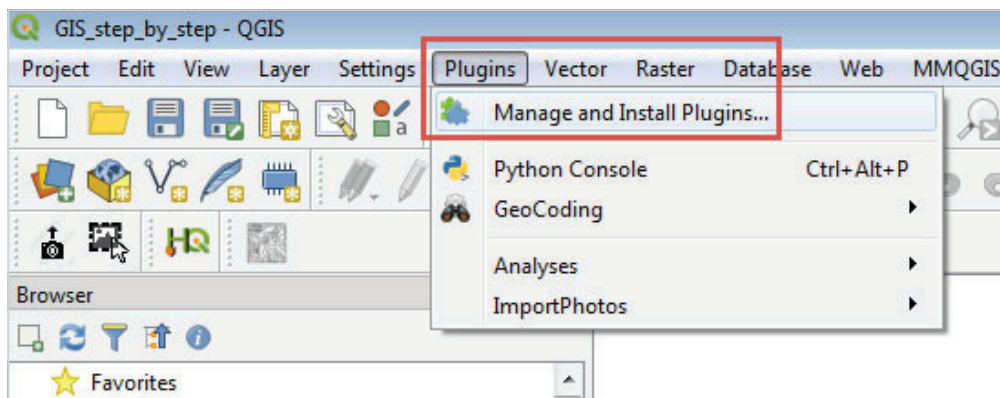 GIS_step_by_step - QGIS
Project Edit View Layer Settings Plugins Vector Raster Database Web MMQGIS
Manage and Install Plugins...
a
Python Console Ctrl+Alt+P
GeoCoding
HQ
Analyses
ImportPhotos
Browser
Favorites